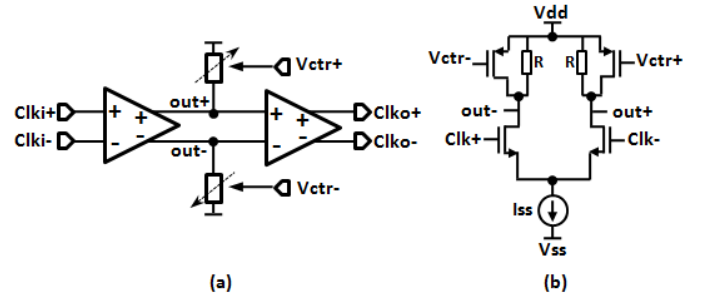 Vctr+
Clki+
out+
+
+
+
+
Clko+
Clki-
-
-
out-
-
-
Clko-
Vctr-
(a)
Vdd
Vctr-
R
R
Vctr+
out-
out+
Clk+
Clk-
Iss
Vss
(b)